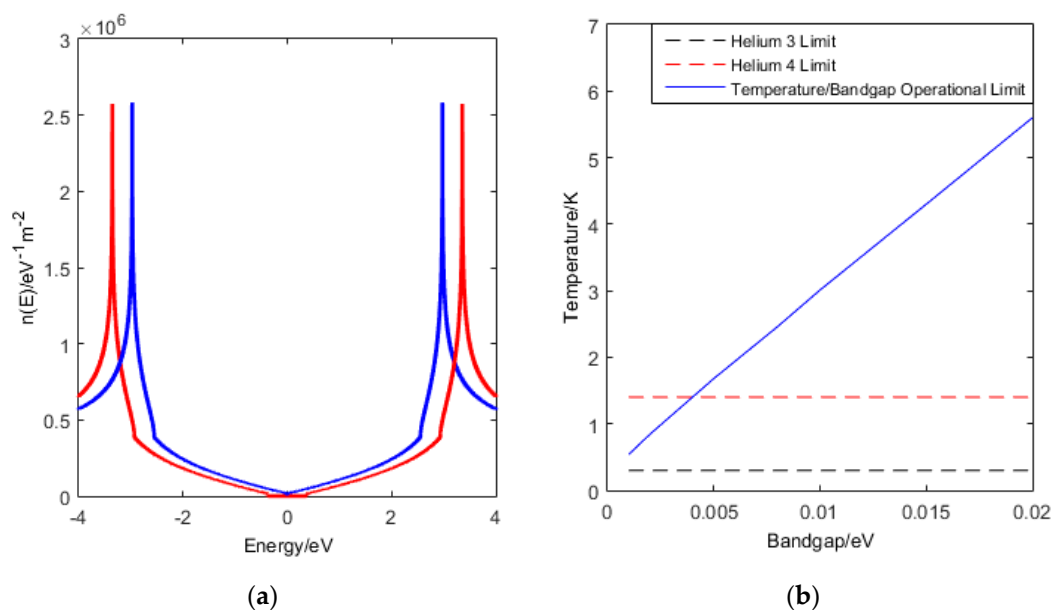 ×10⁶
3
2.5
2
1.5
1
0.5
0
n(E)/eV⁻¹m⁻²
-4
-2
0
2
4
Energy/eV
(a)
7
6
5
4
3
2
1
0
Temperature/K
Helium 3 Limit
Helium 4 Limit
Temperature/Bandgap Operational Limit
0
0.005
0.01
0.015
0.02
Bandgap/eV
(b)